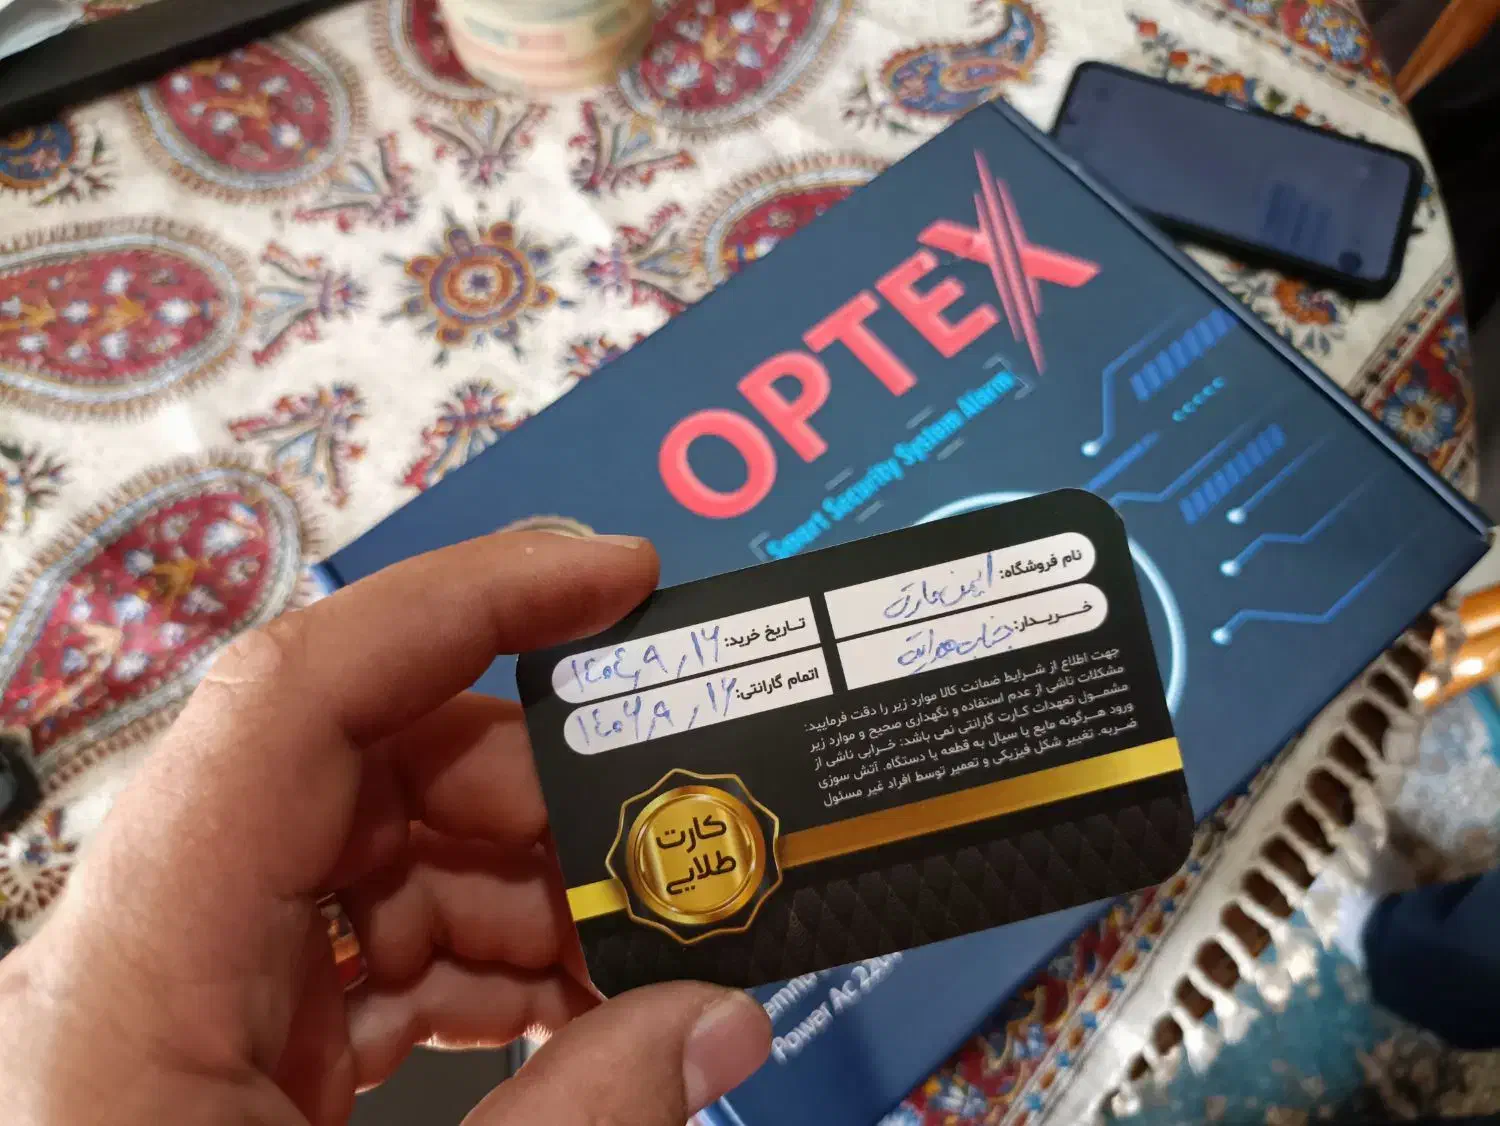 OPTEX
Smart Security System Alarm
نام فروشگاه: ایمن مارت
خریدار: جناب هدایتی
تاریخ خرید: ۱۴۰۴٫۹٫۱۶
اتمام گارانتی: ۱۴۰۶٫۹٫۱۶
جهت اطلاع از شرایط ضمانت کالا موارد زیر را دقت فرمایید:
مشکلات ناشی از عدم استفاده و نگهداری صحیح و موارد زیر
مشمول تعهدات کارت گارانتی نمی باشد: خرابی ناشی از
ورود هرگونه مایع یا سیال به قطعه یا دستگاه. آتش سوزی
ضربه. تغییر شکل فیزیکی و تعمیر توسط افراد غیر مسئول
کارت
طلایی
Power Ac